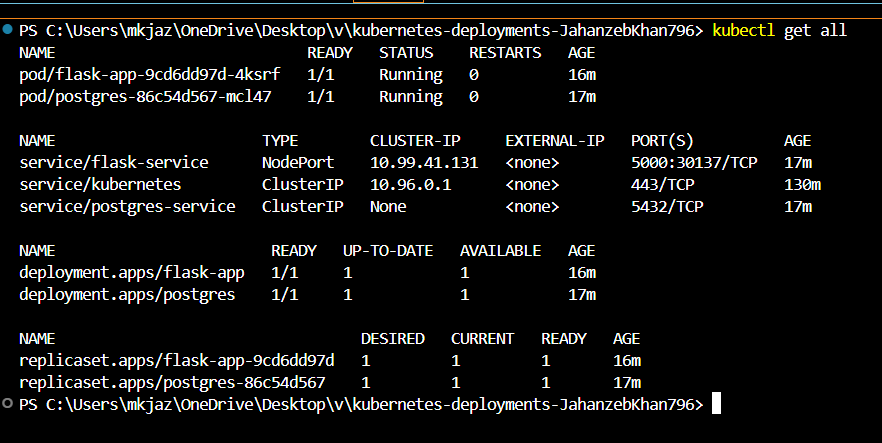 PS C:\Users\mkjaz\OneDrive\Desktop\v\kubernetes-deployments-JahanzebKhan796> kubectl get all
NAME READY STATUS RESTARTS AGE
pod/flask-app-9cd6dd97d-4ksrf 1/1 Running 0 16m
pod/postgres-86c54d567-mcl47 1/1 Running 0 17m
NAME TYPE CLUSTER-IP EXTERNAL-IP PORT(S) AGE
service/flask-service NodePort 10.99.41.131 <none> 5000:30137/TCP 17m
service/kubernetes ClusterIP 10.96.0.1 <none> 443/TCP 130m
service/postgres-service ClusterIP None <none> 5432/TCP 17m
NAME READY UP-TO-DATE AVAILABLE AGE
deployment.apps/flask-app 1/1 1 1 16m
deployment.apps/postgres 1/1 1 1 17m
NAME DESIRED CURRENT READY AGE
replicaset.apps/flask-app-9cd6dd97d 1 1 1 16m
replicaset.apps/postgres-86c54d567 1 1 1 17m
PS C:\Users\mkjaz\OneDrive\Desktop\v\kubernetes-deployments-JahanzebKhan796>